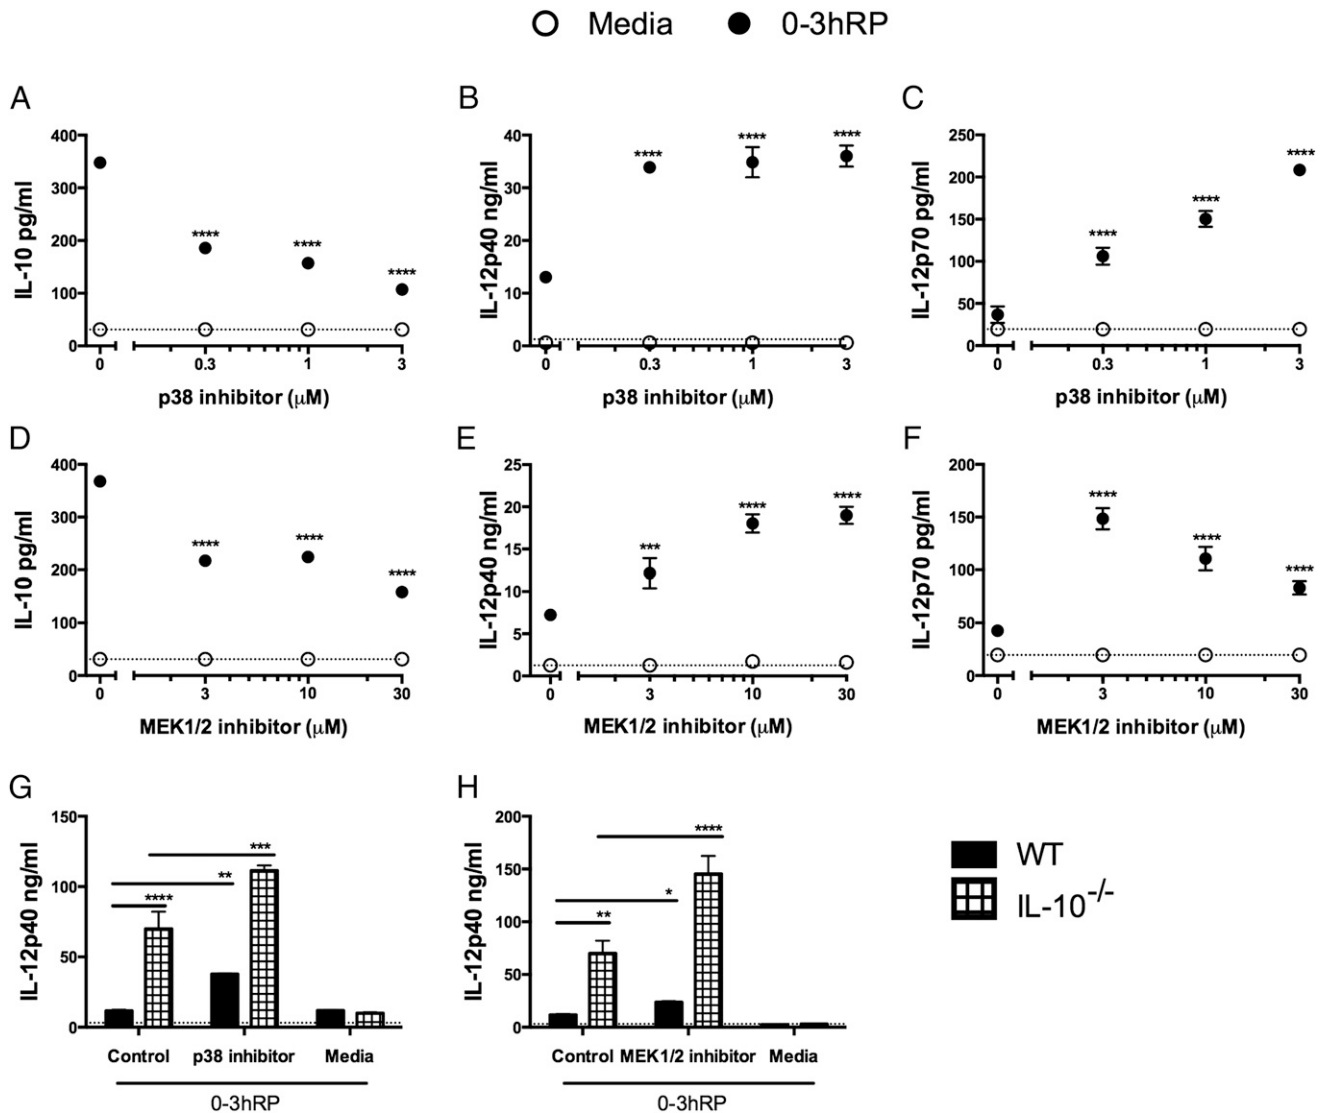 Media 0-3hRP
A B C
IL-10 pg/ml
400
300
200
100
0
****
****
****
0 0.3 1 3
p38 inhibitor (μM)
IL-12p40 ng/ml
40
30
20
10
0
****
****
****
0 0.3 1 3
p38 inhibitor (μM)
IL-12p70 pg/ml
250
200
150
100
50
0
****
****
****
0 0.3 1 3
p38 inhibitor (μM)
D E F
IL-10 pg/ml
400
300
200
100
0
****
****
****
0 3 10 30
MEK1/2 inhibitor (μM)
IL-12p40 ng/ml
25
20
15
10
5
0
***
****
****
0 3 10 30
MEK1/2 inhibitor (μM)
IL-12p70 pg/ml
200
150
100
50
0
****
****
****
0 3 10 30
MEK1/2 inhibitor (μM)
G H
IL-12p40 ng/ml
150
100
50
0
***
**
****
Control p38 inhibitor Media
0-3hRP
IL-12p40 ng/ml
200
150
100
50
0
****
*
**
Control MEK1/2 inhibitor Media
0-3hRP
WT
IL-10-/-